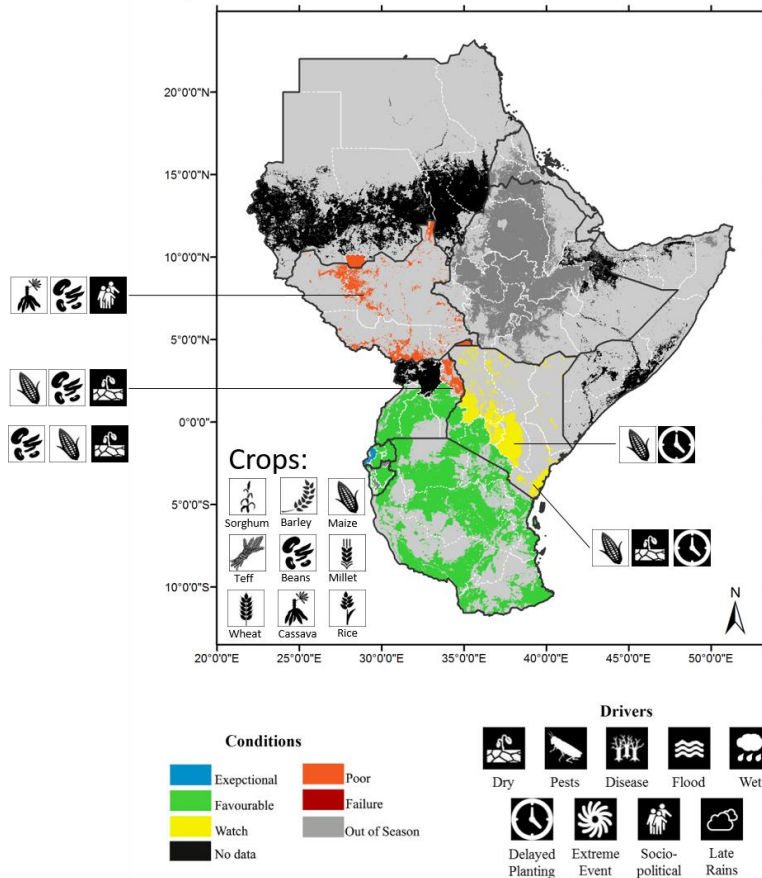 20°0'0"N
15°0'0"N
10°0'0"N
5°0'0"N
0°0'0"
5°0'0"S
10°0'0"S
Crops:
Sorghum Barley Maize
Teff Beans Millet
Wheat Cassava Rice
N
20°0'0"E 25°0'0"E 30°0'0"E 35°0'0"E 40°0'0"E 45°0'0"E 50°0'0"E
Conditions
Exepctional Poor
Favourable Failure
Watch Out of Season
No data
Drivers
Dry Pests Disease Flood Wet
Delayed Planting Extreme Event Socio-political Late Rains